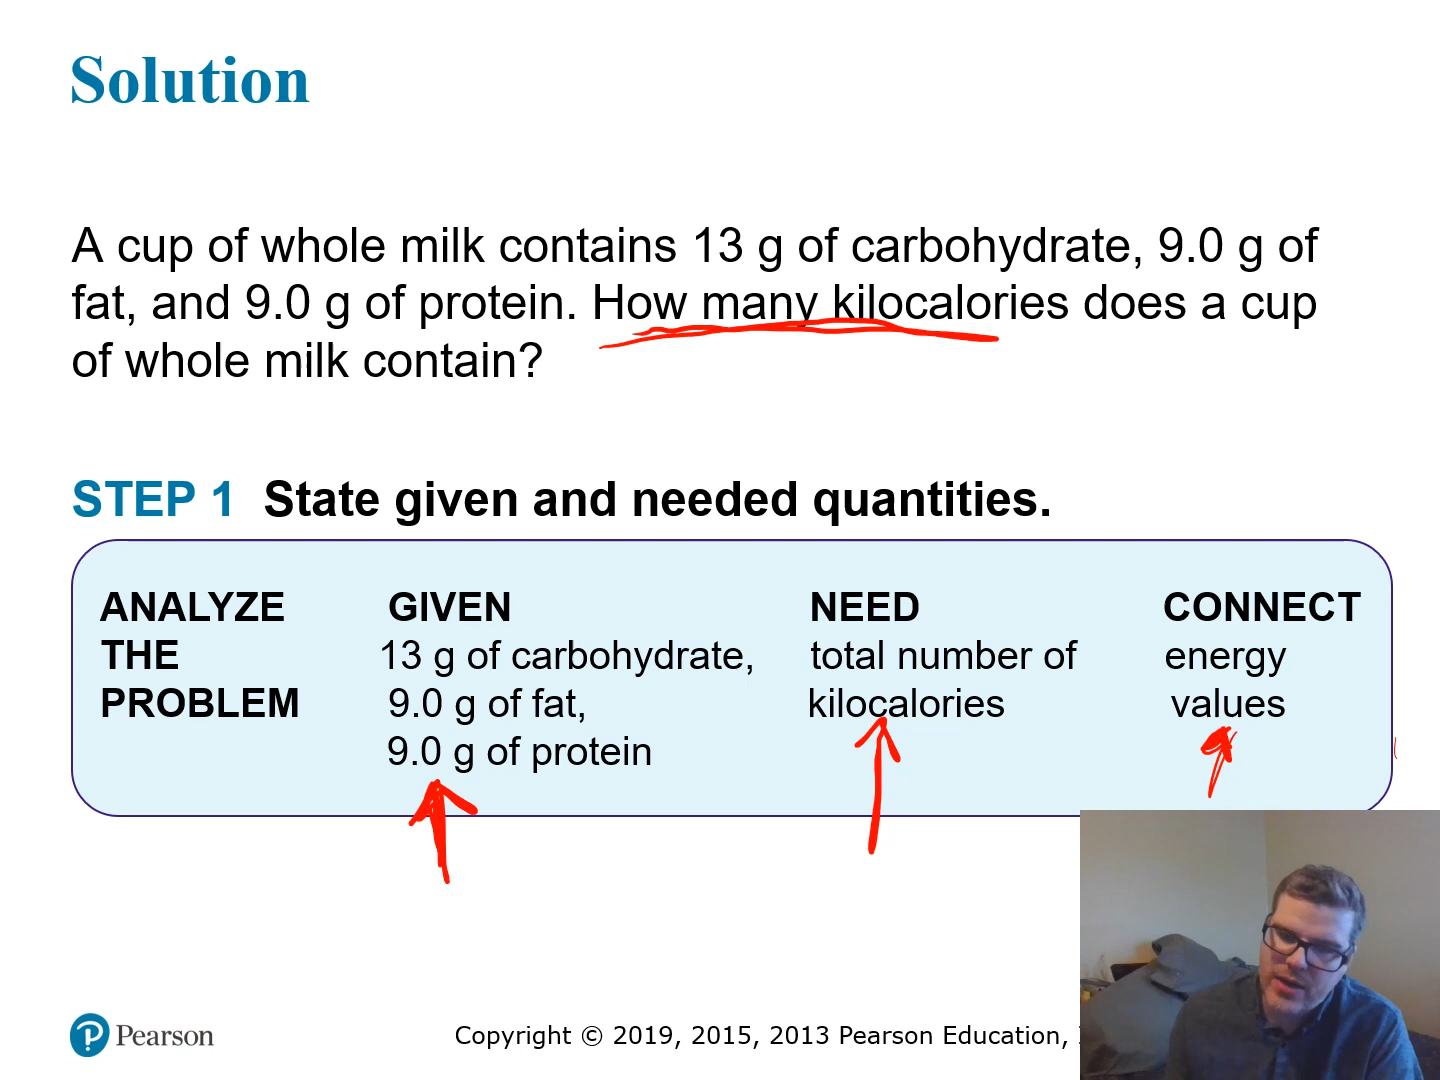 Solution
A cup of whole milk contains 13 g of carbohydrate, 9.0 g of
fat, and 9.0 g of protein. How many kilocalories does a cup
of whole milk contain?
STEP 1 State given and needed quantities.
ANALYZE THE PROBLEM
GIVEN
13 g of carbohydrate,
9.0 g of fat,
9.0 g of protein
NEED
total number of
kilocalories
CONNECT
energy
values
Pearson
Copyright © 2019, 2015, 2013 Pearson Education,